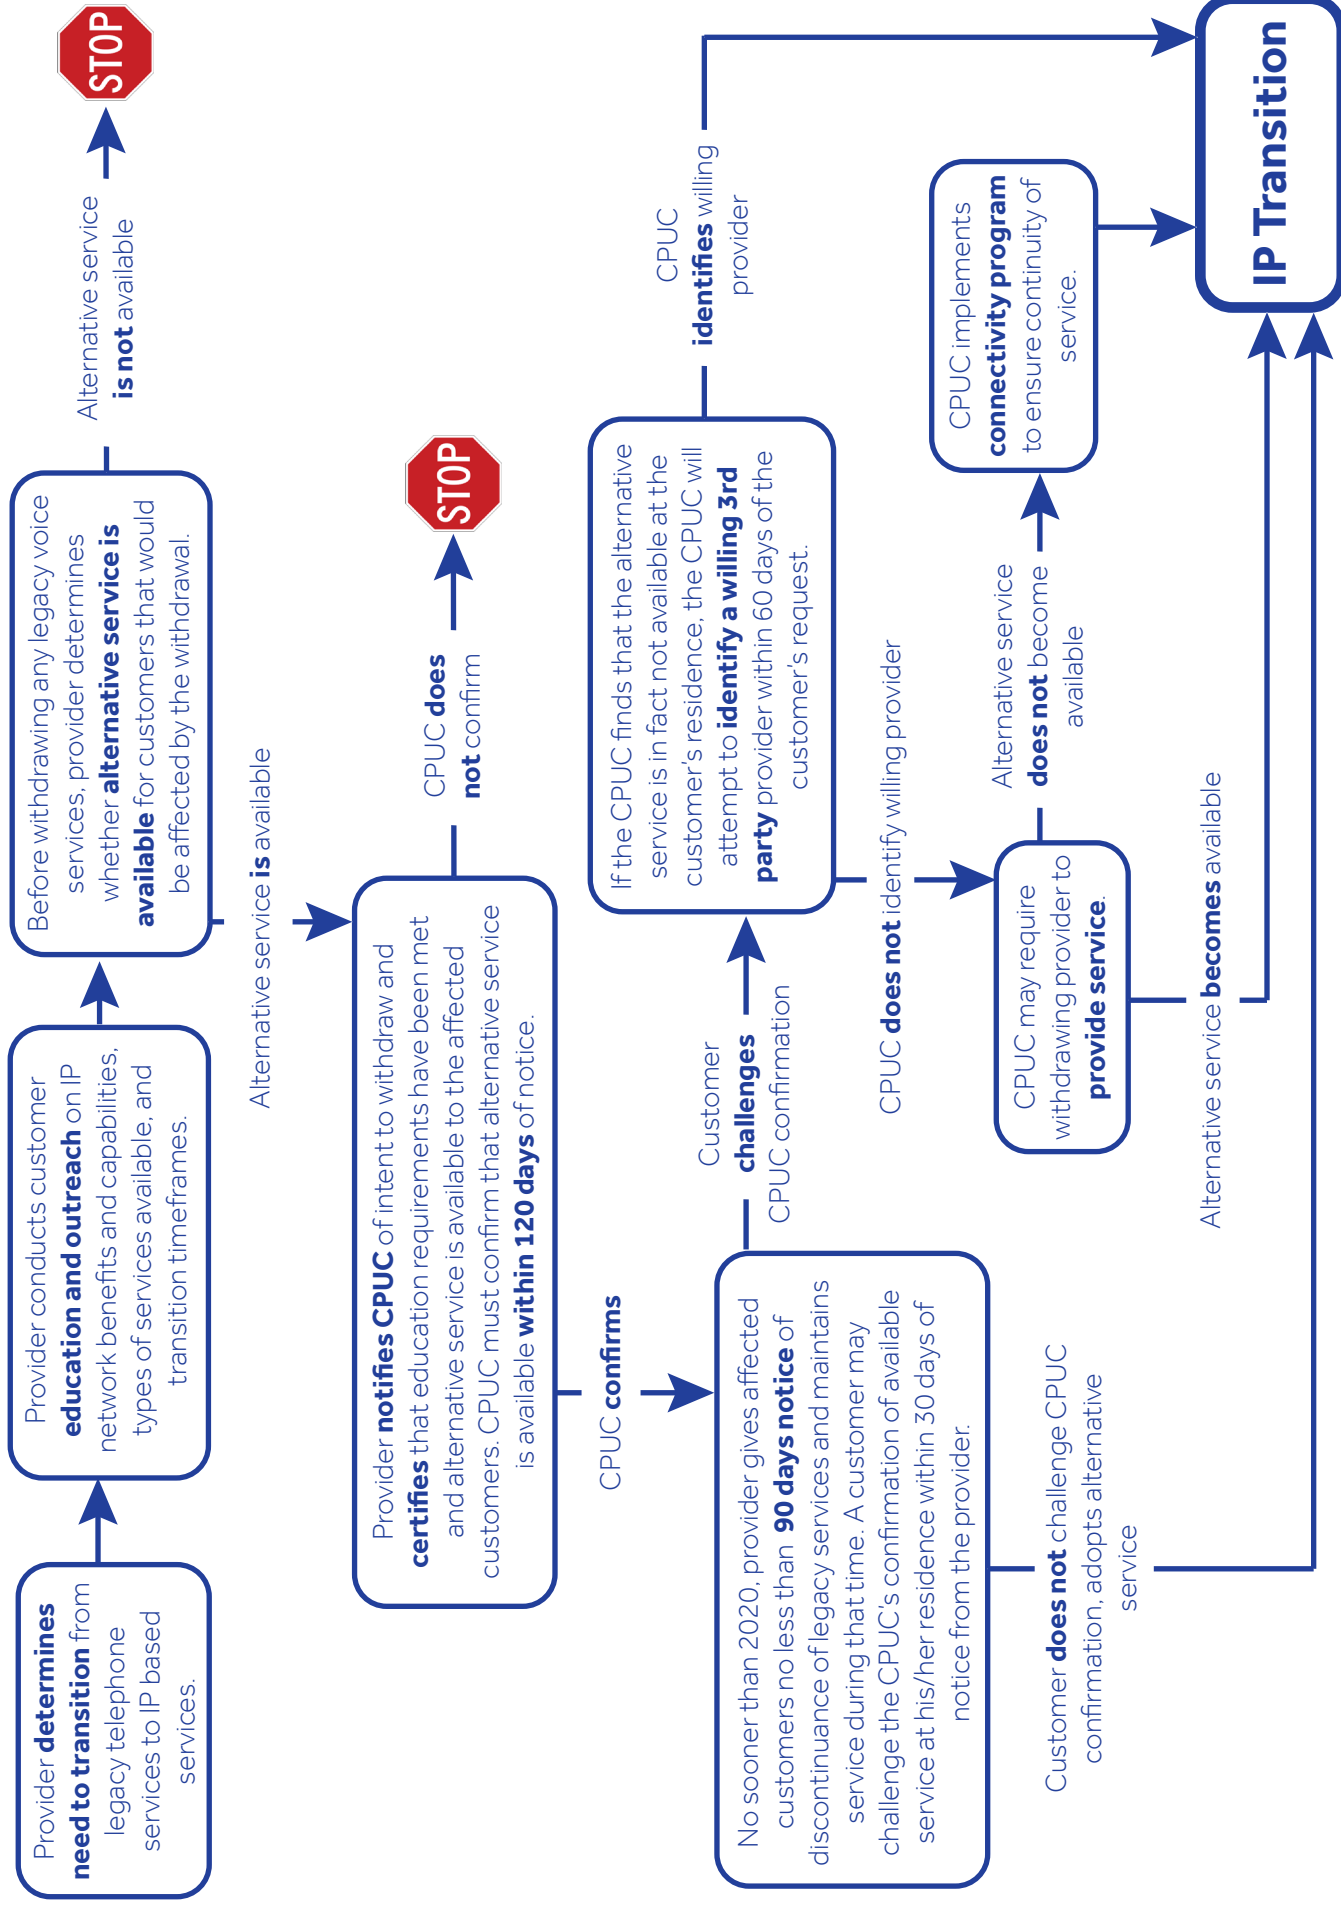 Provider determines
need to transition from
legacy telephone
services to IP based
services.
Provider conducts customer
education and outreach on IP
network benefits and capabilities,
types of services available, and
transition timeframes.
Before withdrawing any legacy voice
services, provider determines
whether alternative service is
available for customers that would
be affected by the withdrawal.
Alternative service
is not available
STOP
Alternative service is available
Provider notifies CPUC of intent to withdraw and
certifies that education requirements have been met
and alternative service is available to the affected
customers. CPUC must confirm that alternative service
is available within 120 days of notice.
CPUC does
not confirm
STOP
CPUC confirms
No sooner than 2020, provider gives affected
customers no less than 90 days notice of
discontinuance of legacy services and maintains
service during that time. A customer may
challenge the CPUC's confirmation of available
service at his/her residence within 30 days of
notice from the provider.
Customer
challenges
CPUC confirmation
If the CPUC finds that the alternative
service is in fact not available at the
customer's residence, the CPUC will
attempt to identify a willing 3rd
party provider within 60 days of the
customer's request.
CPUC
identifies willing
provider
CPUC does not identify willing provider
CPUC may require
withdrawing provider to
provide service.
Alternative service
does not become
available
CPUC implements
connectivity program
to ensure continuity of
service.
Customer does not challenge CPUC
confirmation, adopts alternative
service
Alternative service becomes available
IP Transition